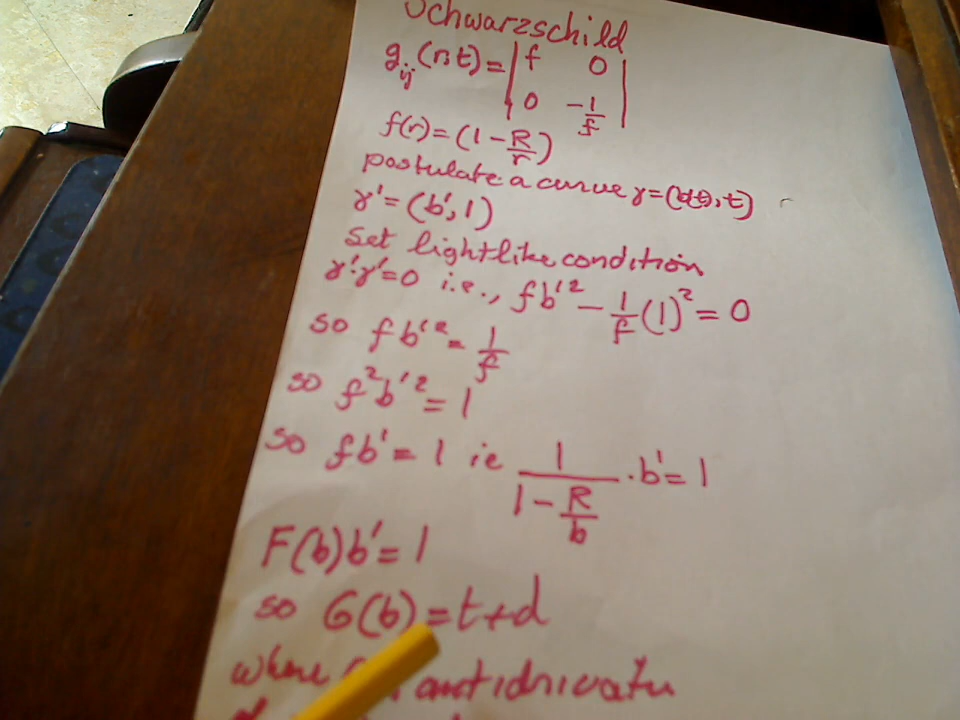 Schwarzschild
g_ij (r,t) = | f 0 |
| 0 -1/f |
f(r) = (1 - R/r)
postulate a curve γ = (b(t), t)
γ' = (b', 1)
Set lightlike condition
γ'·γ' = 0 i.e., fb'² - 1/f (1)² = 0
so fb'² = 1/f
so f²b'² = 1
so fb' = 1 ie 1/(1 - R/b) · b' = 1
F(b)b' = 1
so G(b) = t + d
where antiderivative